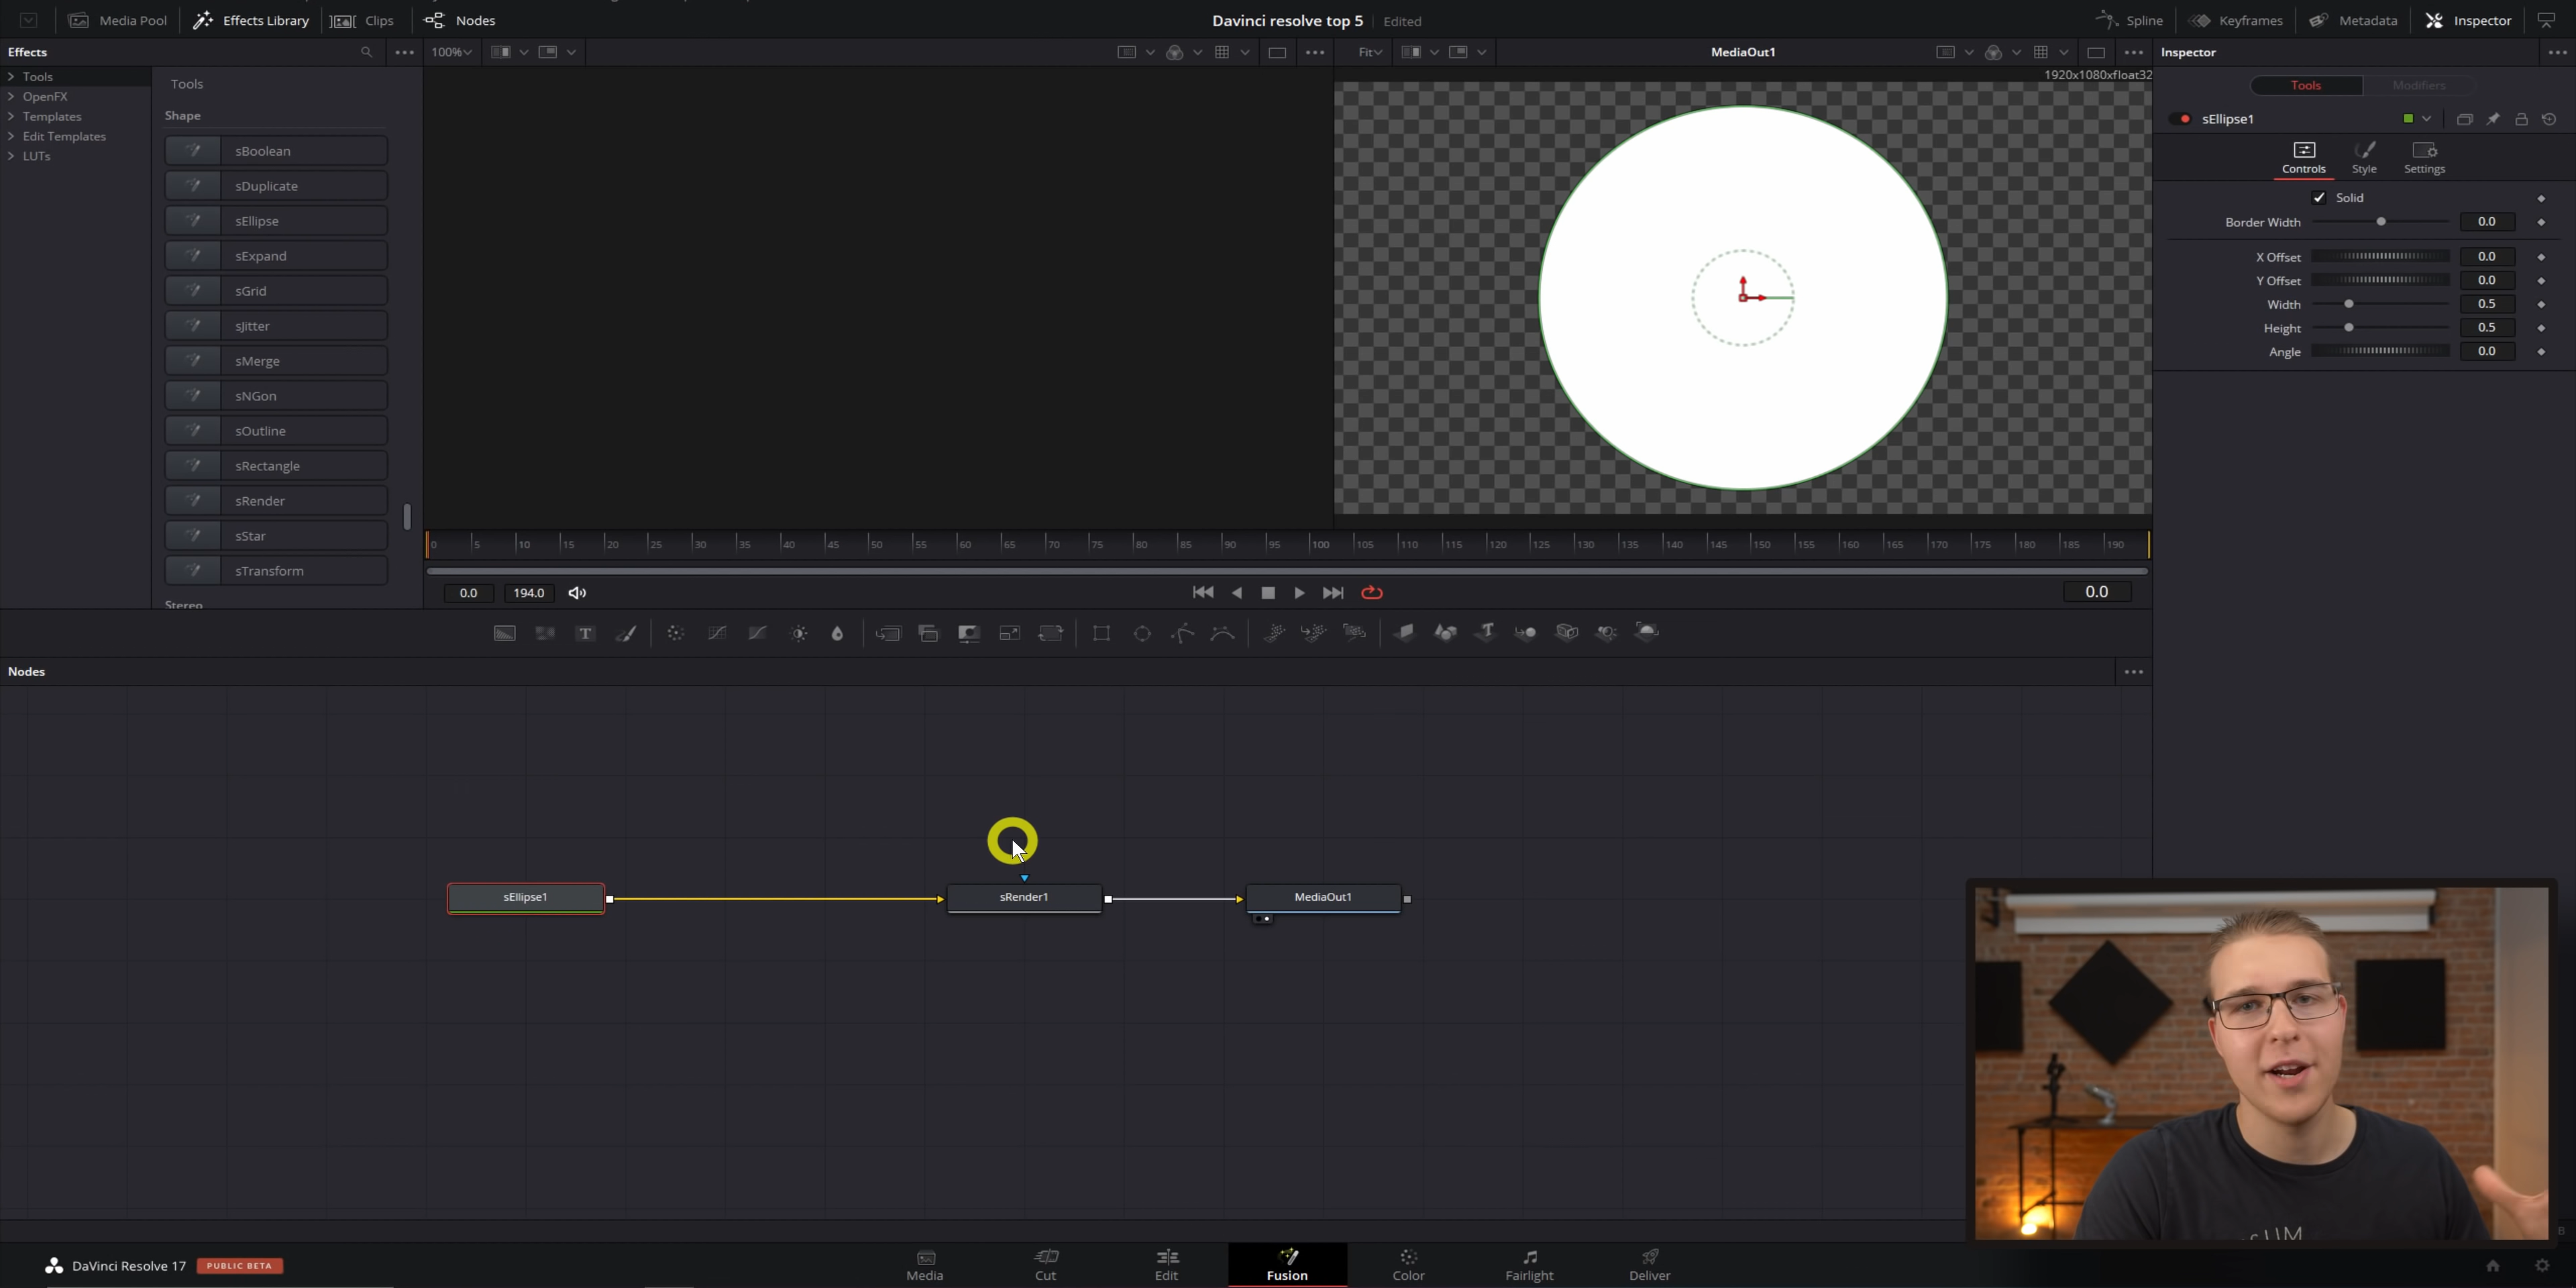 Media Pool Effects Library Clips Nodes Davinci resolve top 5 Edited Spline Keyframes Metadata Inspector
Effects 100% Fit MediaOut1 Inspector
1920x1080xfloat32
Tools
OpenFX
Templates
Edit Templates
LUTs
Tools
Shape
sBoolean
sDuplicate
sEllipse
sExpand
sGrid
sJitter
sMerge
sNGon
sOutline
sRectangle
sRender
sStar
sTransform
Stereo
Tools Modifiers
sEllipse1
Controls Style Settings
Solid
Border Width 0.0
X Offset 0.0
Y Offset 0.0
Width 0.5
Height 0.5
Angle 0.0
0 5 10 15 20 25 30 35 40 45 50 55 60 65 70 75 80 85 90 95 100 105 110 115 120 125 130 135 140 145 150 155 160 165 170 175 180 185 190
0.0 194.0 0.0
T T
Nodes
sEllipse1 sRender1 MediaOut1
DaVinci Resolve 17 PUBLIC BETA Media Cut Edit Fusion Color Fairlight Deliver